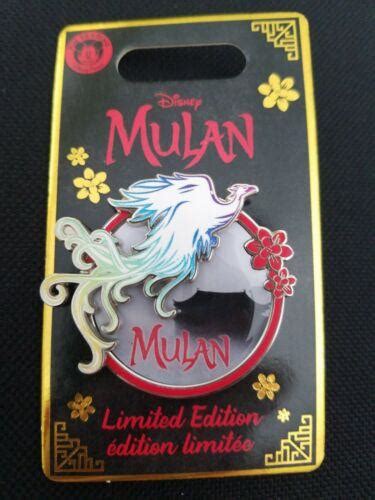 Disney
MULAN
MULAN
Limited Edition
édition limitée